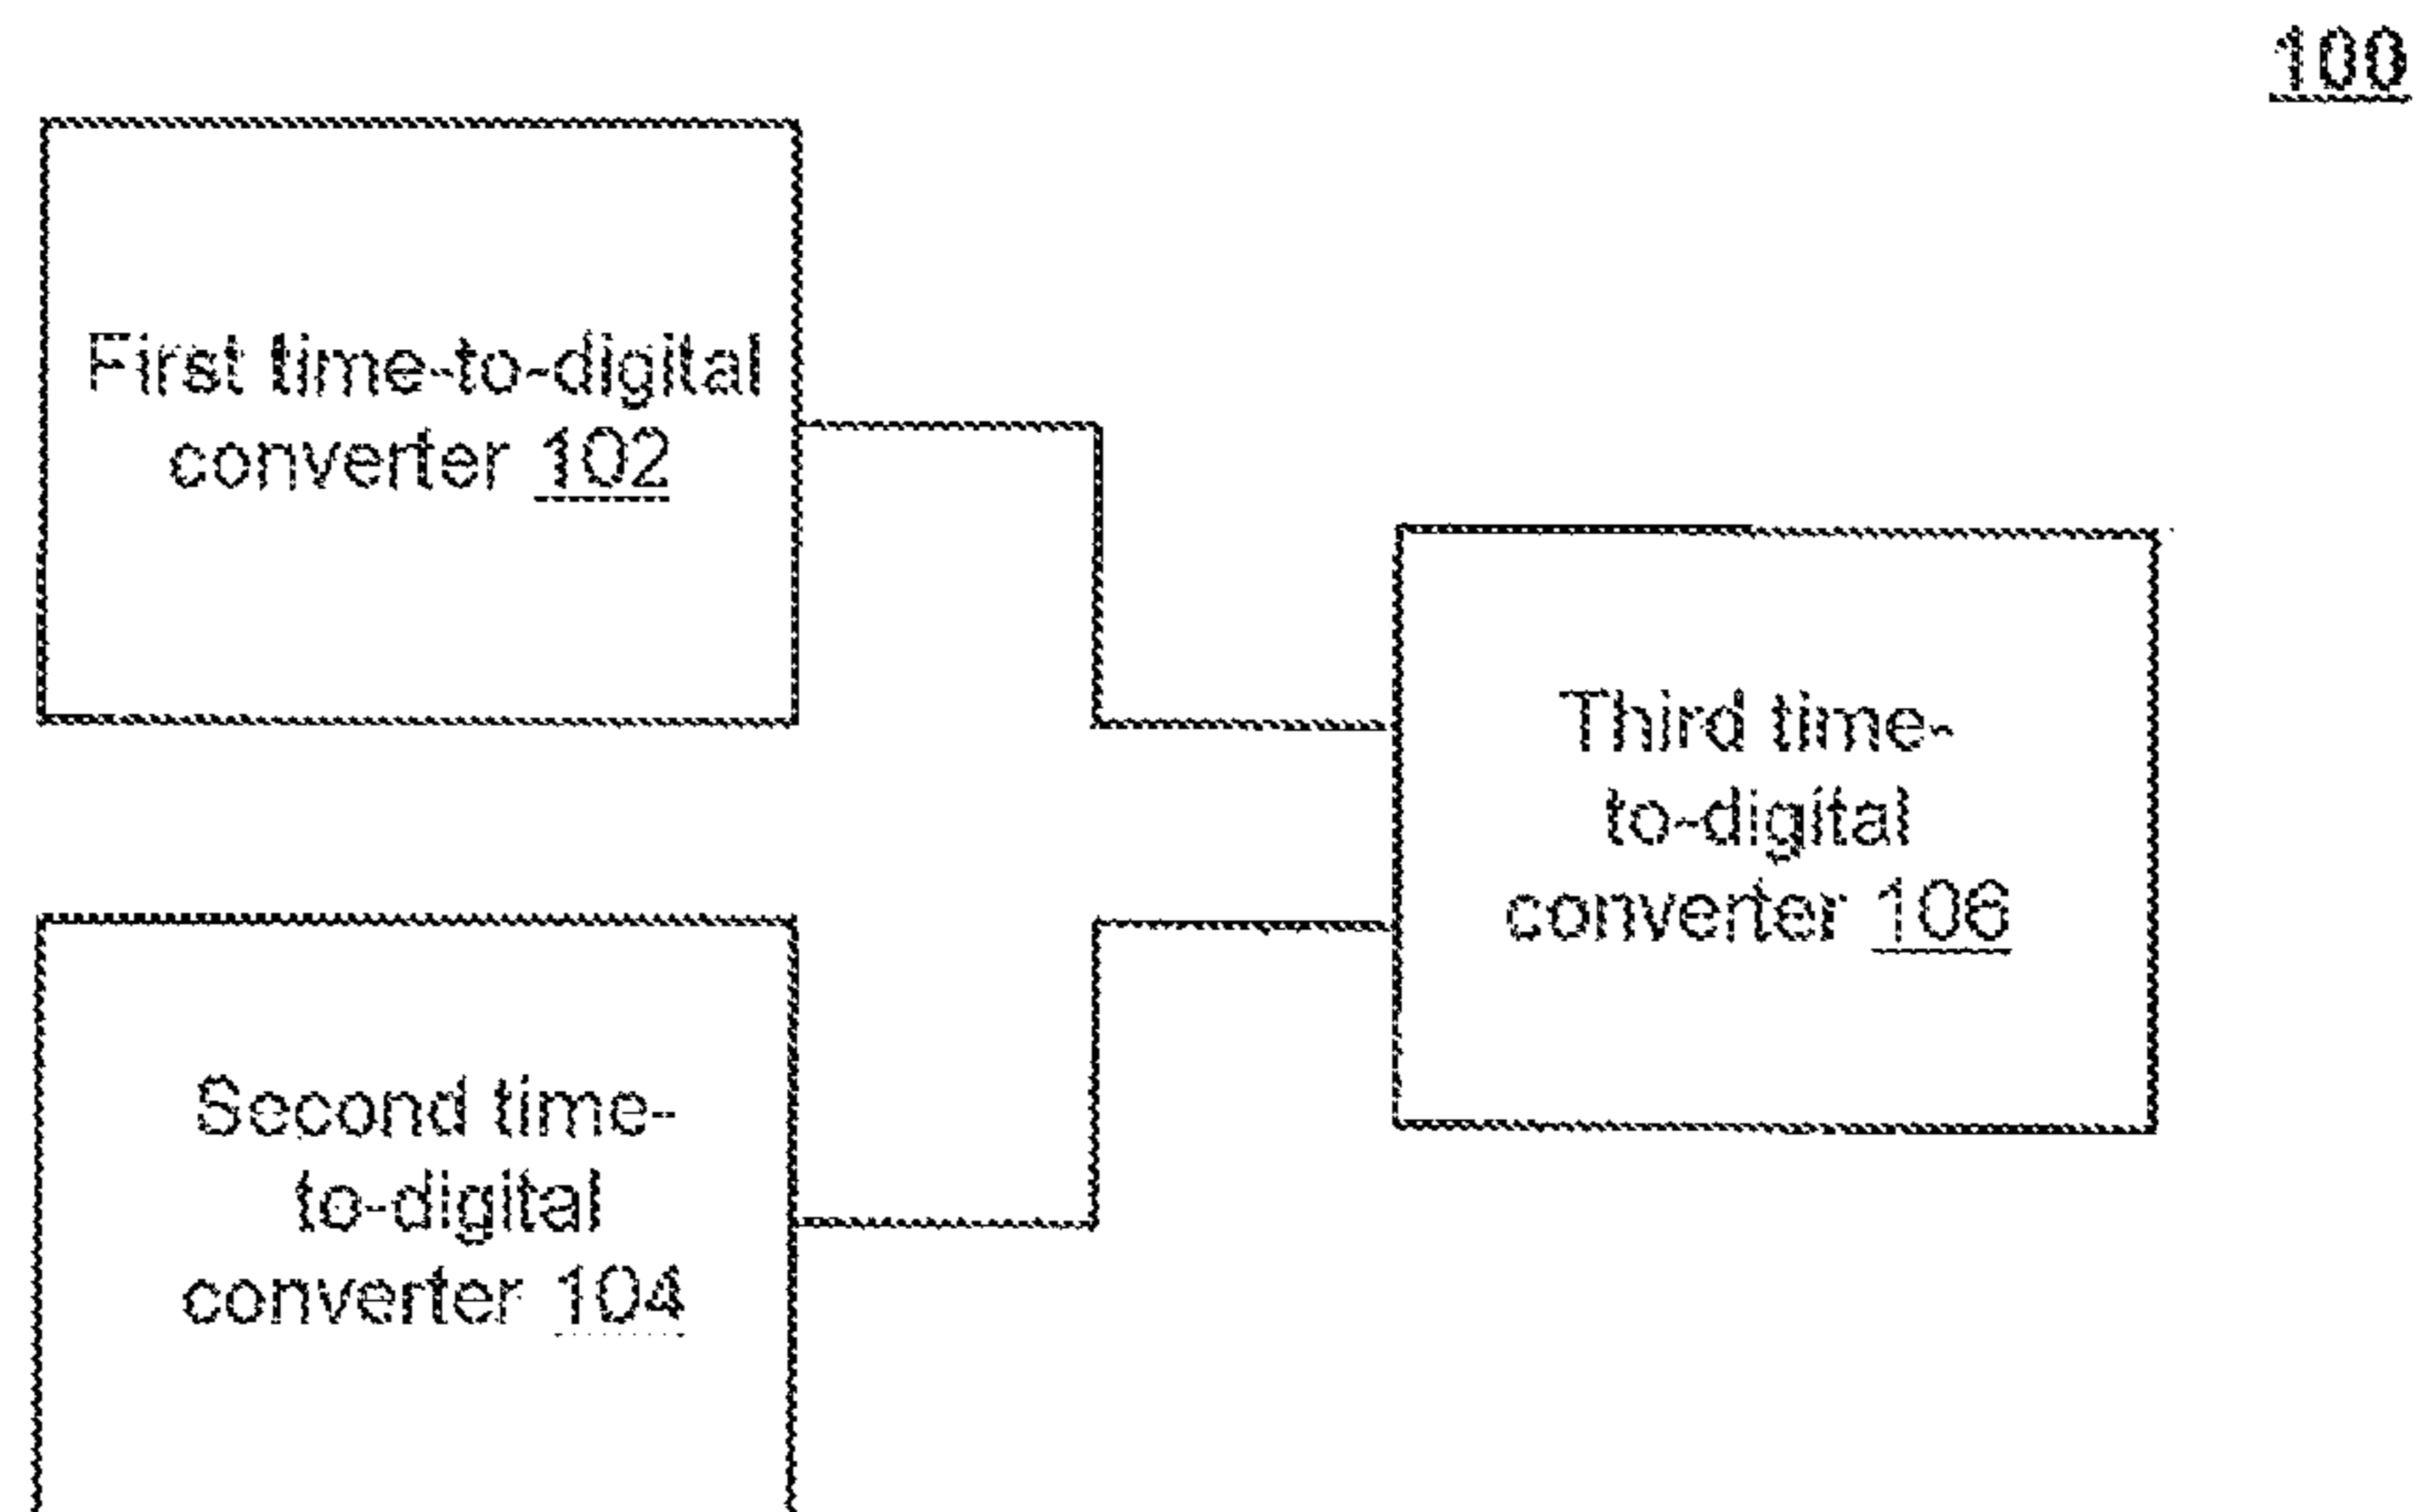 100
First time-to-digital
converter 102
Third time-
to-digital
converter 106
Second time-
to-digital
converter 104